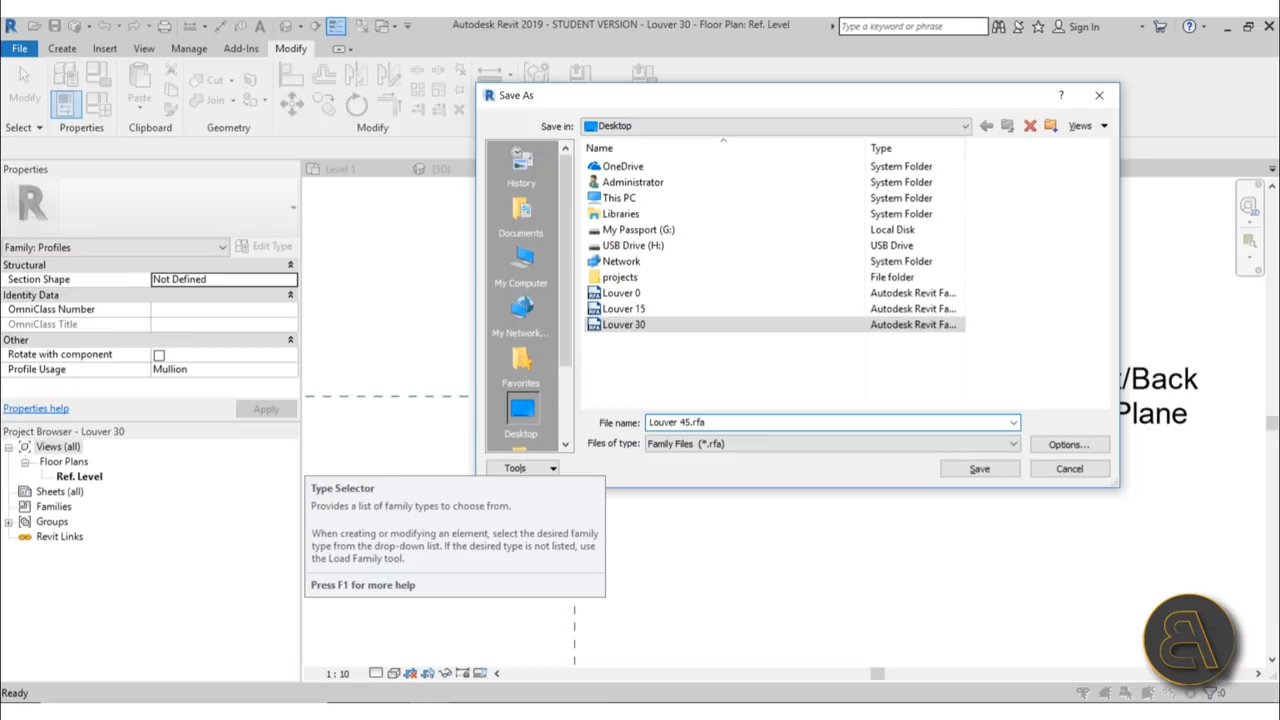 Autodesk Revit 2019 - STUDENT VERSION - Louver 30 - Floor Plan: Ref. Level
Type a keyword or phrase
Sign In
File
Create
Insert
View
Manage
Add-Ins
Modify
Modify
Paste
Cut
Join
Select
Properties
Clipboard
Geometry
Modify
Properties
Family: Profiles
Edit Type
Structural
Section Shape Not Defined
Identity Data
OmniClass Number
OmniClass Title
Other
Rotate with component
Profile Usage Mullion
Properties help
Apply
Project Browser - Louver 30
Views (all)
Floor Plans
Ref. Level
Sheets (all)
Families
Groups
Revit Links
Level 1
{3D}
Save As
Save in: Desktop
Views
History
Documents
My Computer
My Network...
Favorites
Desktop
Name Type
OneDrive System Folder
Administrator System Folder
This PC System Folder
Libraries System Folder
My Passport (G:) Local Disk
USB Drive (H:) USB Drive
Network System Folder
projects File folder
Louver 0 Autodesk Revit Fa...
Louver 15 Autodesk Revit Fa...
Louver 30 Autodesk Revit Fa...
File name: Louver 45.rfa
Files of type: Family Files (*.rfa)
Options...
Tools
Save
Cancel
Type Selector
Provides a list of family types to choose from.
When creating or modifying an element, select the desired family
type from the drop-down list. If the desired type is not listed, use
the Load Family tool.
Press F1 for more help
t/Back
Plane
1 : 10
Ready
:0